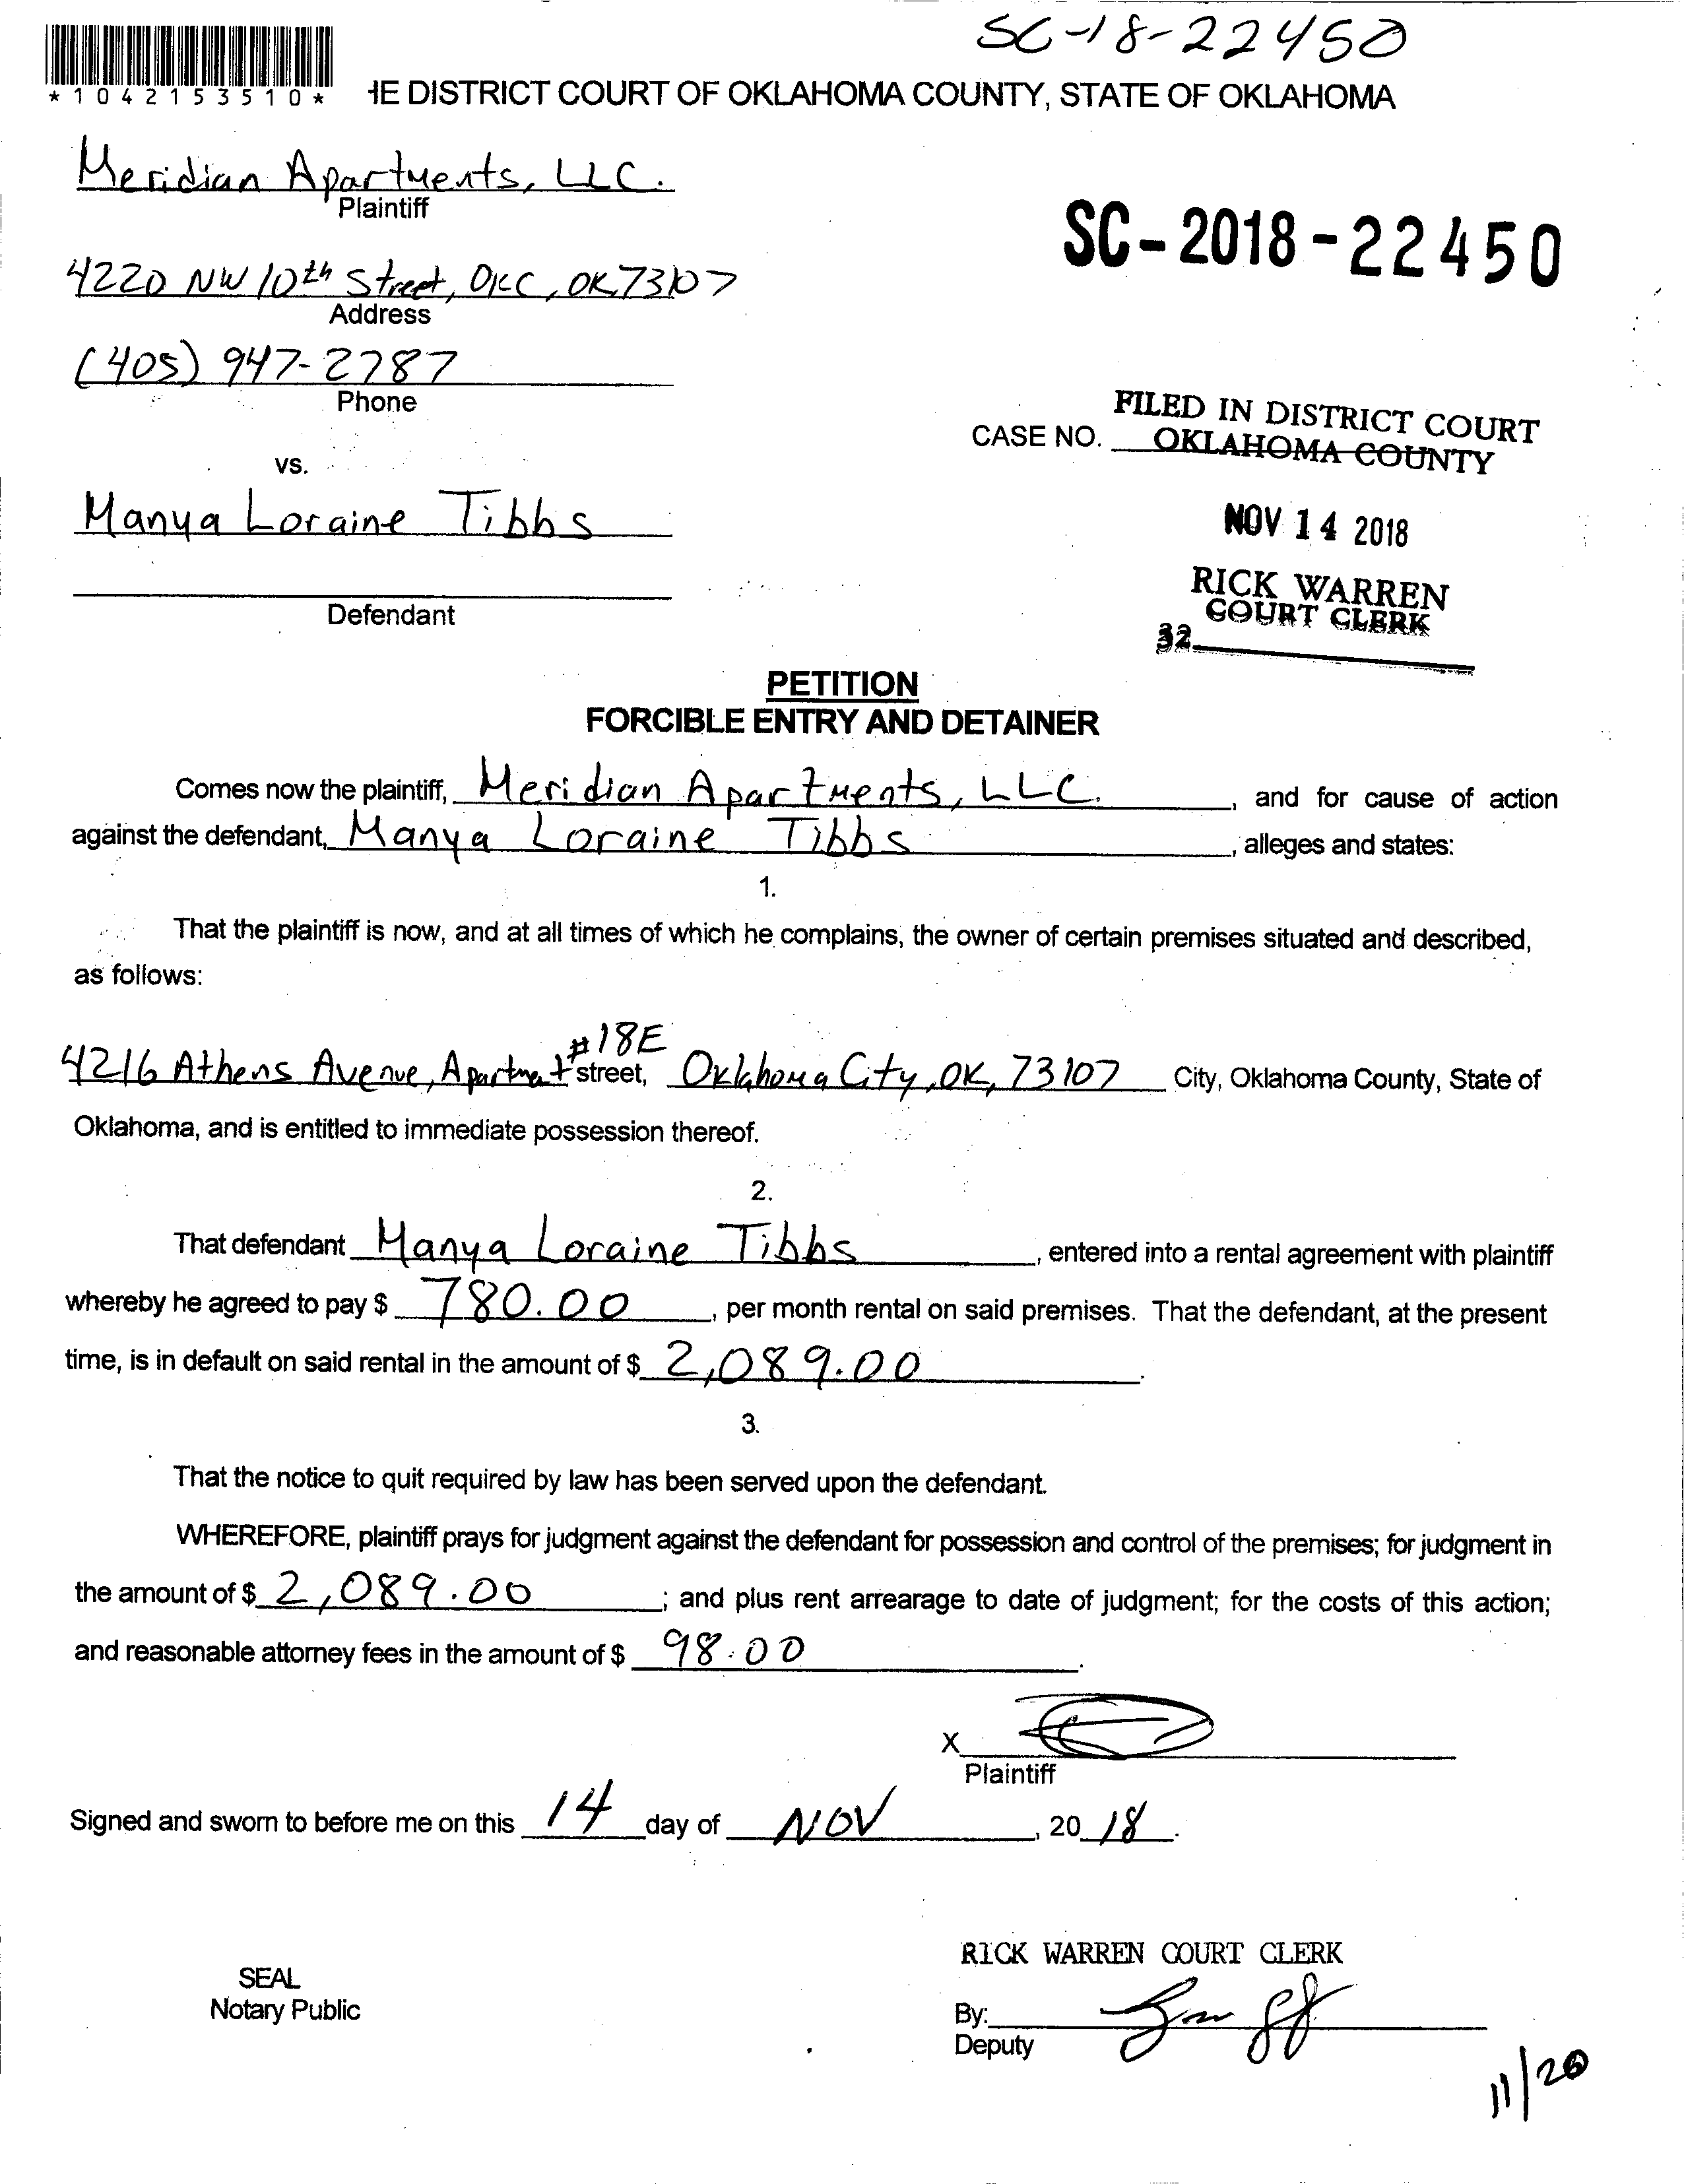 SC-18-22450
*1042153510*
HE DISTRICT COURT OF OKLAHOMA COUNTY, STATE OF OKLAHOMA
Meridian Apartments, LLC.
Plaintiff
SC-2018-22450
4220 NW 10th Street, OKC, OK 73107
Address
(405) 947-2787
Phone
FILED IN DISTRICT COURT
CASE NO. OKLAHOMA COUNTY
vs.
Manya Loraine Tibbs
NOV 14 2018
RICK WARREN
COURT CLERK
Defendant
32
PETITION
FORCIBLE ENTRY AND DETAINER
Comes now the plaintiff, Meridian Apartments, LLC. , and for cause of action
against the defendant, Manya Loraine Tibbs , alleges and states:
1.
That the plaintiff is now, and at all times of which he complains, the owner of certain premises situated and described,
as follows:
#18E
4216 Athens Avenue, Apartment street, Oklahoma City, OK, 73107 City, Oklahoma County, State of
Oklahoma, and is entitled to immediate possession thereof.
2.
That defendant Manya Loraine Tibbs , entered into a rental agreement with plaintiff
whereby he agreed to pay $ 780.00 , per month rental on said premises. That the defendant, at the present
time, is in default on said rental in the amount of $ 2,089.00 .
3.
That the notice to quit required by law has been served upon the defendant.
WHEREFORE, plaintiff prays for judgment against the defendant for possession and control of the premises; for judgment in
the amount of $ 2,089.00 ; and plus rent arrearage to date of judgment; for the costs of this action;
and reasonable attorney fees in the amount of $ 98.00 .
X
Plaintiff
Signed and sworn to before me on this 14 day of NOV , 20 18 .
RICK WARREN COURT CLERK
SEAL
Notary Public
By:
Deputy
11/20